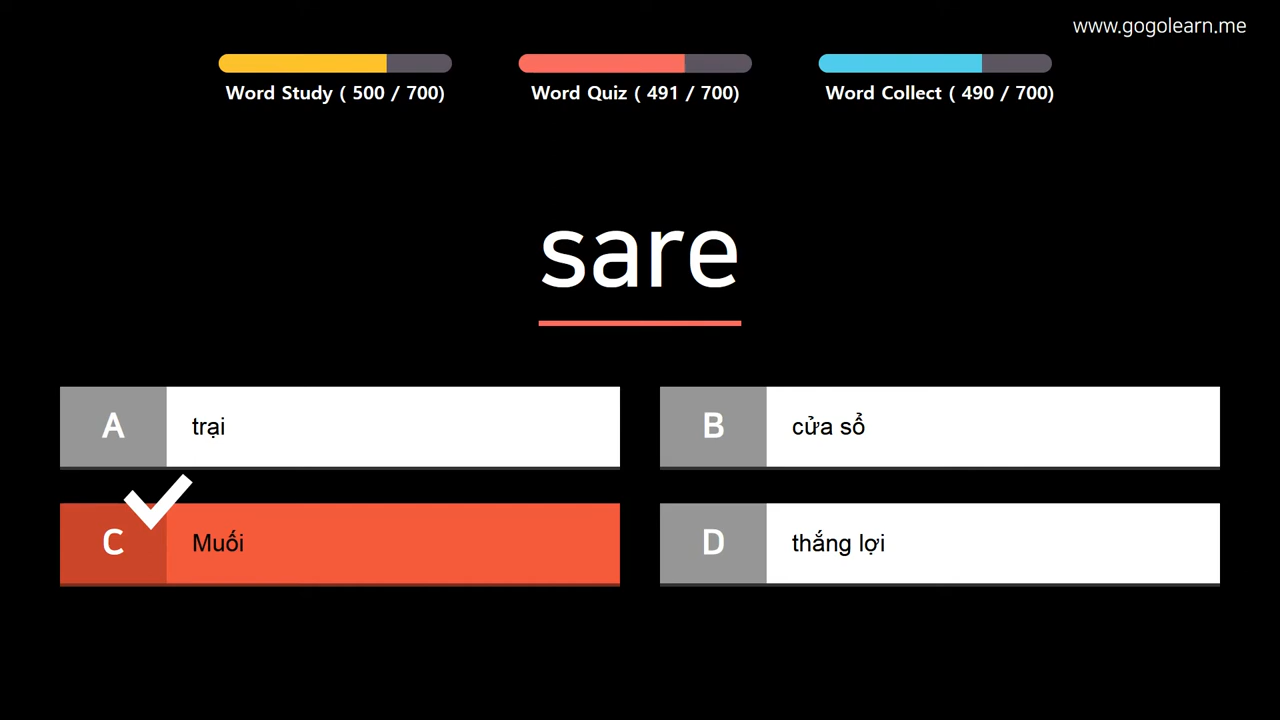 www.gogolearn.me
Word Study ( 500 / 700)
Word Quiz ( 491 / 700)
Word Collect ( 490 / 700)
sare
A trại
B cửa sổ
C Muối
D thắng lợi